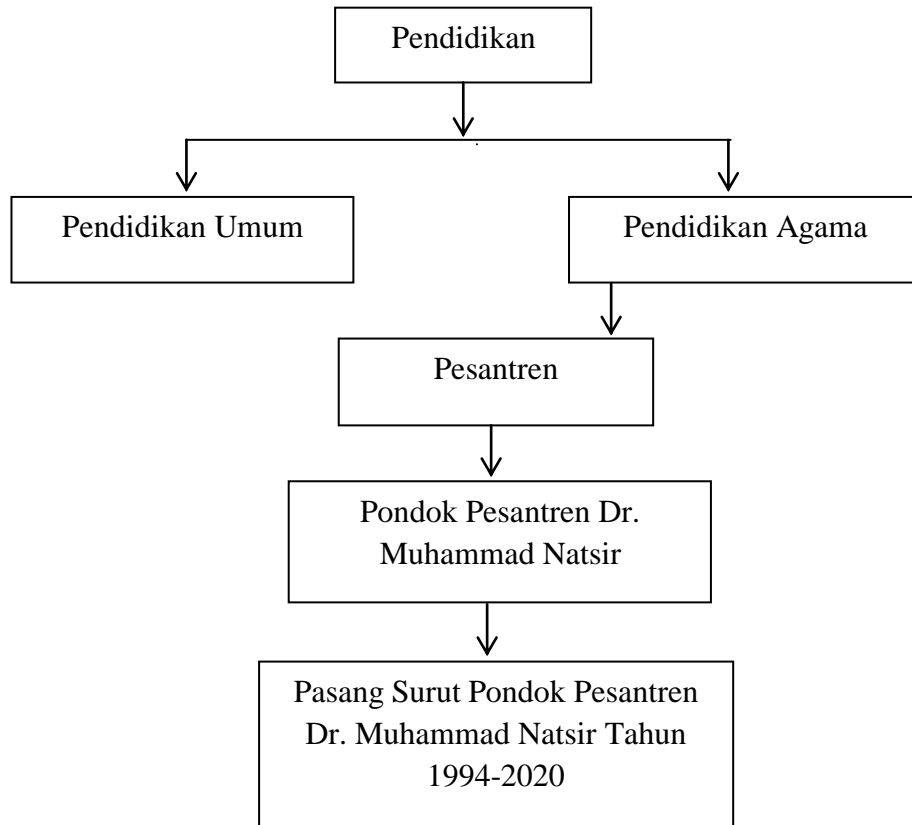 Pendidikan
Pendidikan Umum
Pendidikan Agama
Pesantren
Pondok Pesantren Dr.
Muhammad Natsir
Pasang Surut Pondok Pesantren
Dr. Muhammad Natsir Tahun
1994-2020